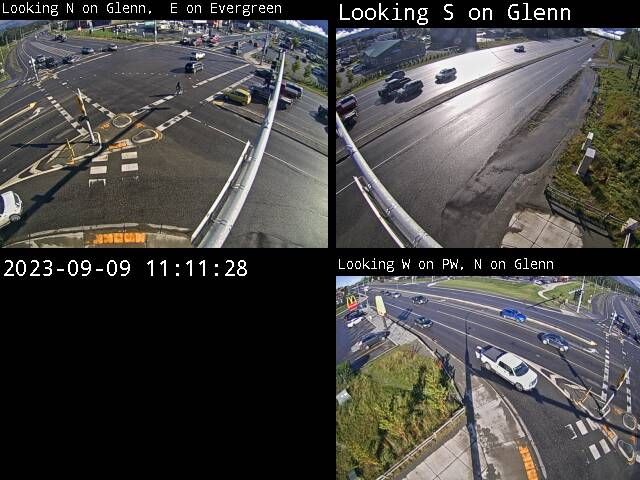 Looking N on Glenn, E on Evergreen
Looking S on Glenn
2023-09-09 11:11:28
Looking W on PW, N on Glenn